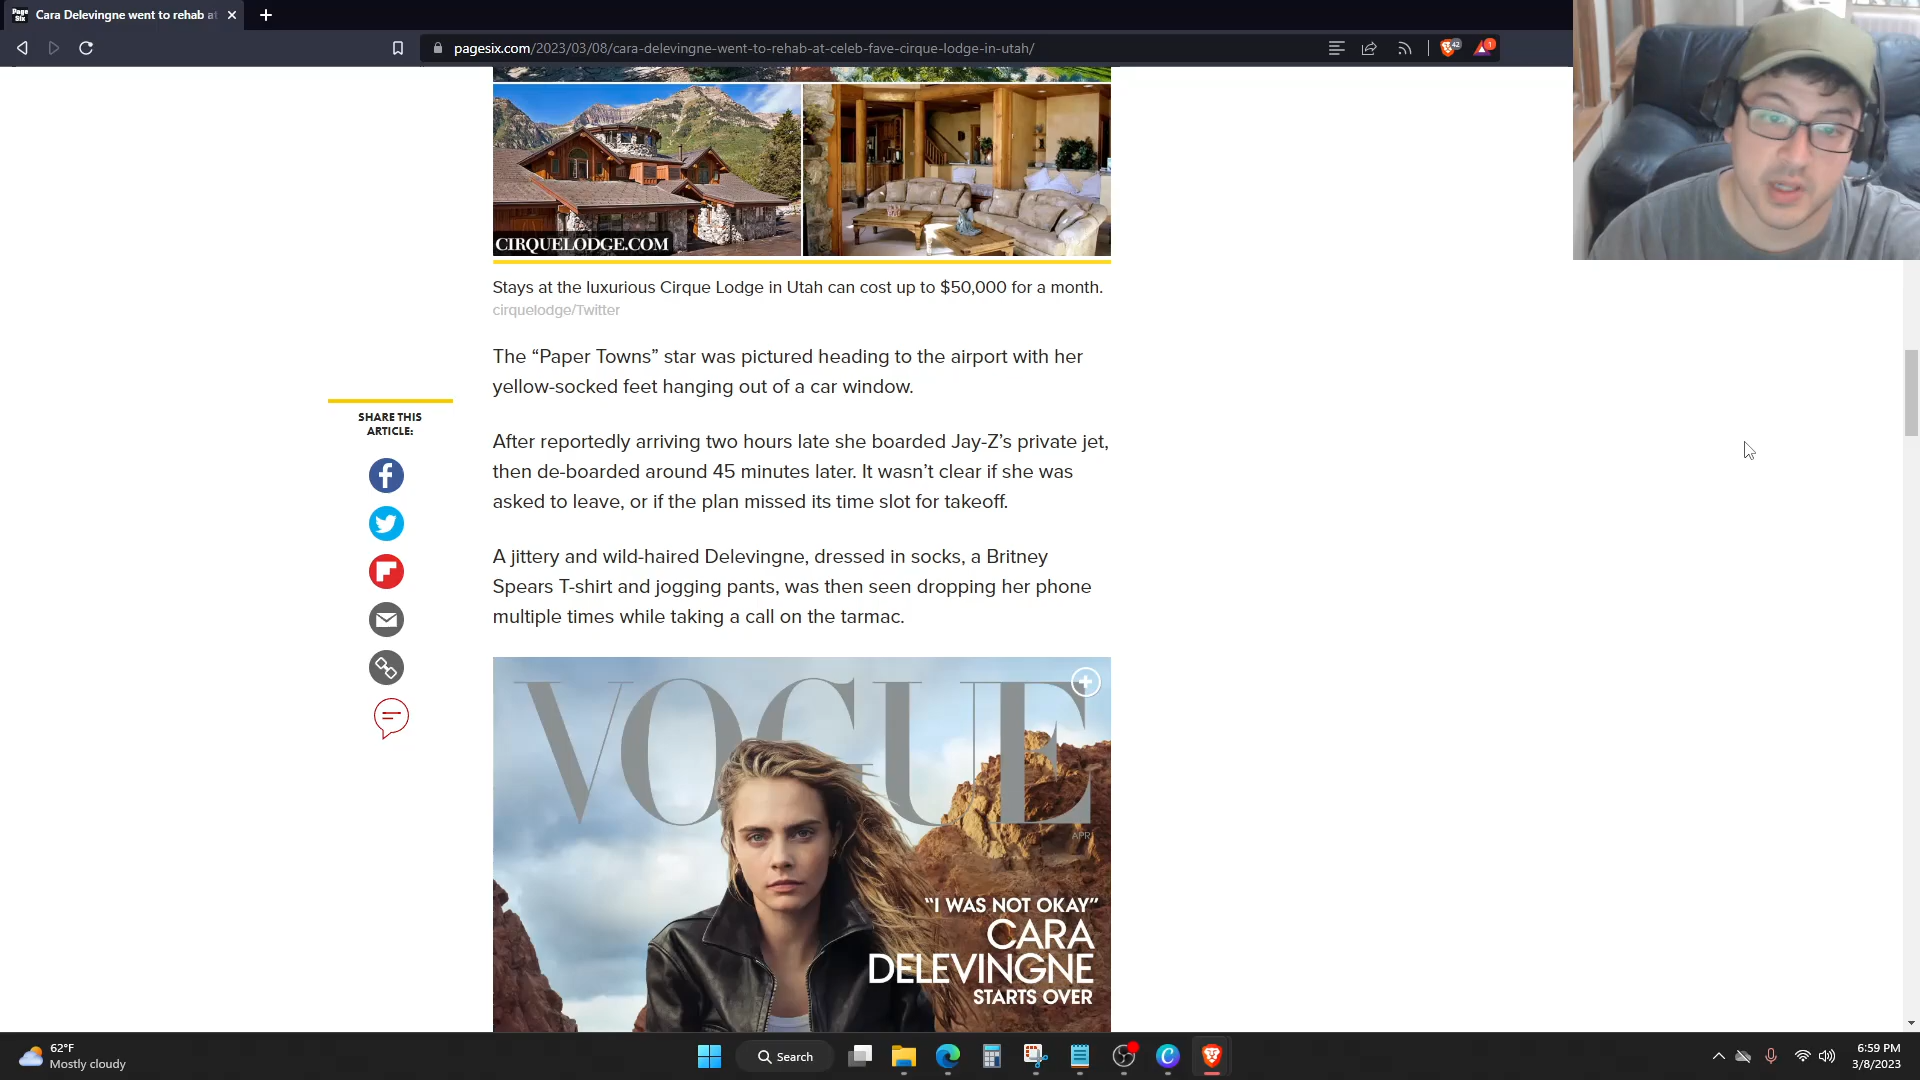 Page
Six
Cara Delevingne went to rehab at
pagesix.com/2023/03/08/cara-delevingne-went-to-rehab-at-celeb-fave-cirque-lodge-in-utah/
42
1
CIRQUELODGE.COM
Stays at the luxurious Cirque Lodge in Utah can cost up to $50,000 for a month.
cirquelodge/Twitter
The “Paper Towns” star was pictured heading to the airport with her
yellow-socked feet hanging out of a car window.
SHARE THIS
ARTICLE:
After reportedly arriving two hours late she boarded Jay-Z’s private jet,
then de-boarded around 45 minutes later. It wasn’t clear if she was
asked to leave, or if the plan missed its time slot for takeoff.
A jittery and wild-haired Delevingne, dressed in socks, a Britney
Spears T-shirt and jogging pants, was then seen dropping her phone
multiple times while taking a call on the tarmac.
VOGUE
APR
“I WAS NOT OKAY”
CARA
DELEVINGNE
STARTS OVER
62°F
Mostly cloudy
Search
6:59 PM
3/8/2023